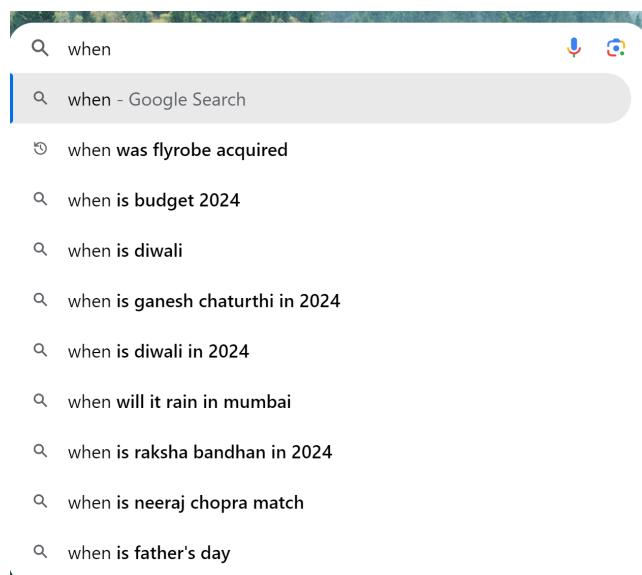 when
when - Google Search
when was flyrobe acquired
when is budget 2024
when is diwali
when is ganesh chaturthi in 2024
when is diwali in 2024
when will it rain in mumbai
when is raksha bandhan in 2024
when is neeraj chopra match
when is father's day